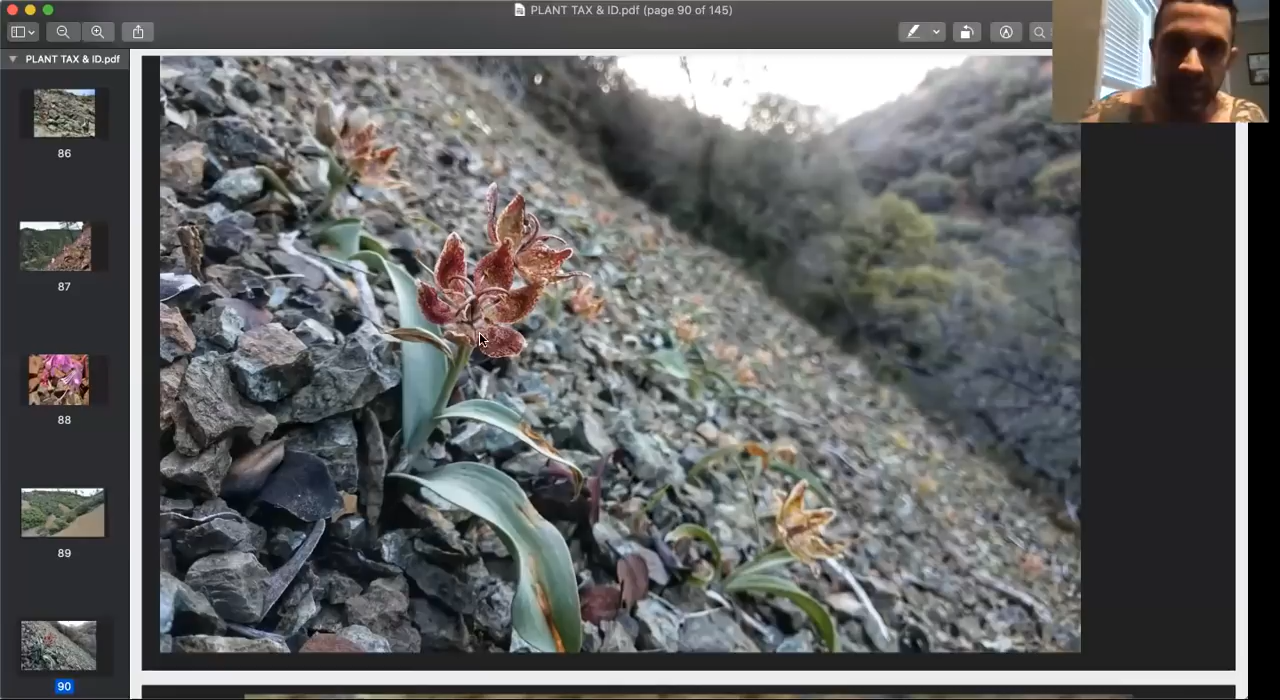 PLANT TAX & ID.pdf (page 90 of 145)
PLANT TAX & ID.pdf
86
87
88
89
90